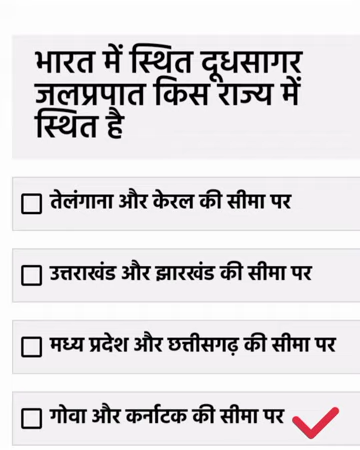 भारत में स्थित दूधसागर
जलप्रपात किस राज्य में
स्थित है
तेलंगाना और केरल की सीमा पर
उत्तराखंड और झारखंड की सीमा पर
मध्य प्रदेश और छत्तीसगढ़ की सीमा पर
गोवा और कर्नाटक की सीमा पर